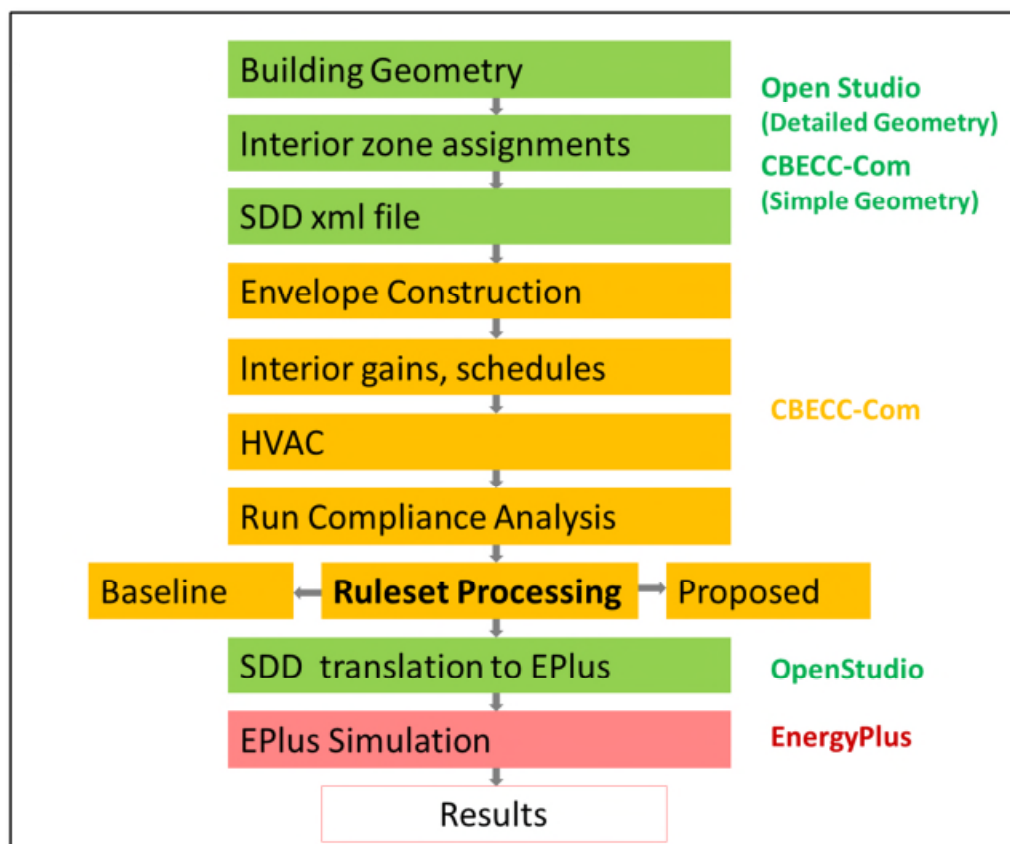 Building Geometry
Open Studio
(Detailed Geometry)
Interior zone assignments
CBECC-Com
(Simple Geometry)
SDD xml file
Envelope Construction
Interior gains, schedules
CBECC-Com
HVAC
Run Compliance Analysis
Baseline
Ruleset Processing
Proposed
SDD translation to EPlus
OpenStudio
EPlus Simulation
EnergyPlus
Results